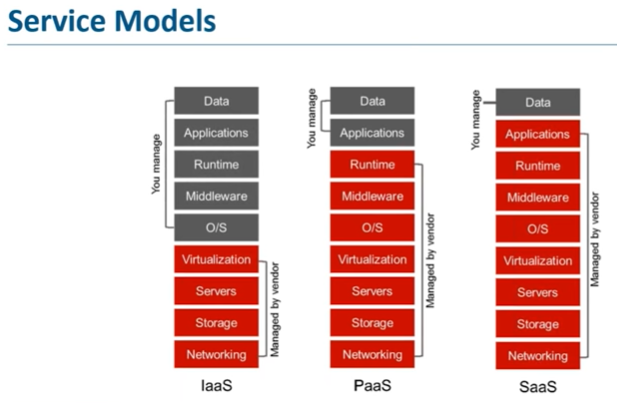 Service Models
You manage
Data
Applications
Runtime
Middleware
O/S
Virtualization
Servers
Storage
Networking
Managed by vendor
IaaS
You manage
Data
Applications
Runtime
Middleware
O/S
Virtualization
Servers
Storage
Networking
Managed by vendor
PaaS
You manage
Data
Applications
Runtime
Middleware
O/S
Virtualization
Servers
Storage
Networking
Managed by vendor
SaaS